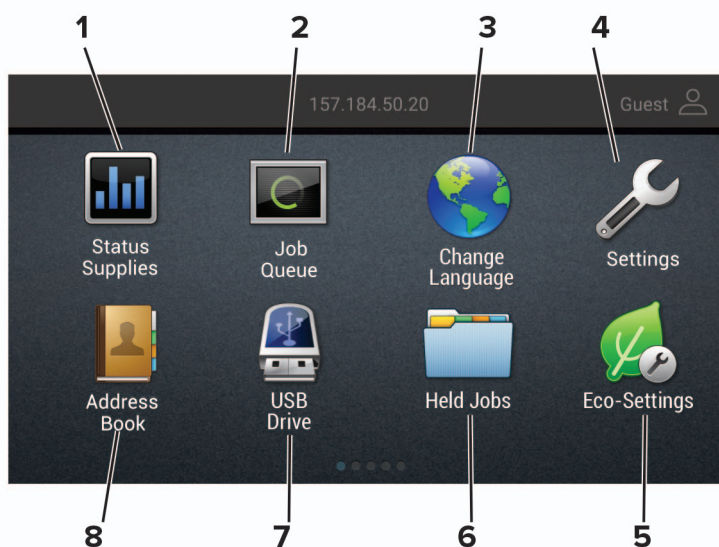 1 2 3 4
157.184.50.20 Guest
Status
Supplies
Job
Queue
Change
Language
Settings
Address
Book
USB
Drive
Held Jobs
Eco-Settings
8 7 6 5